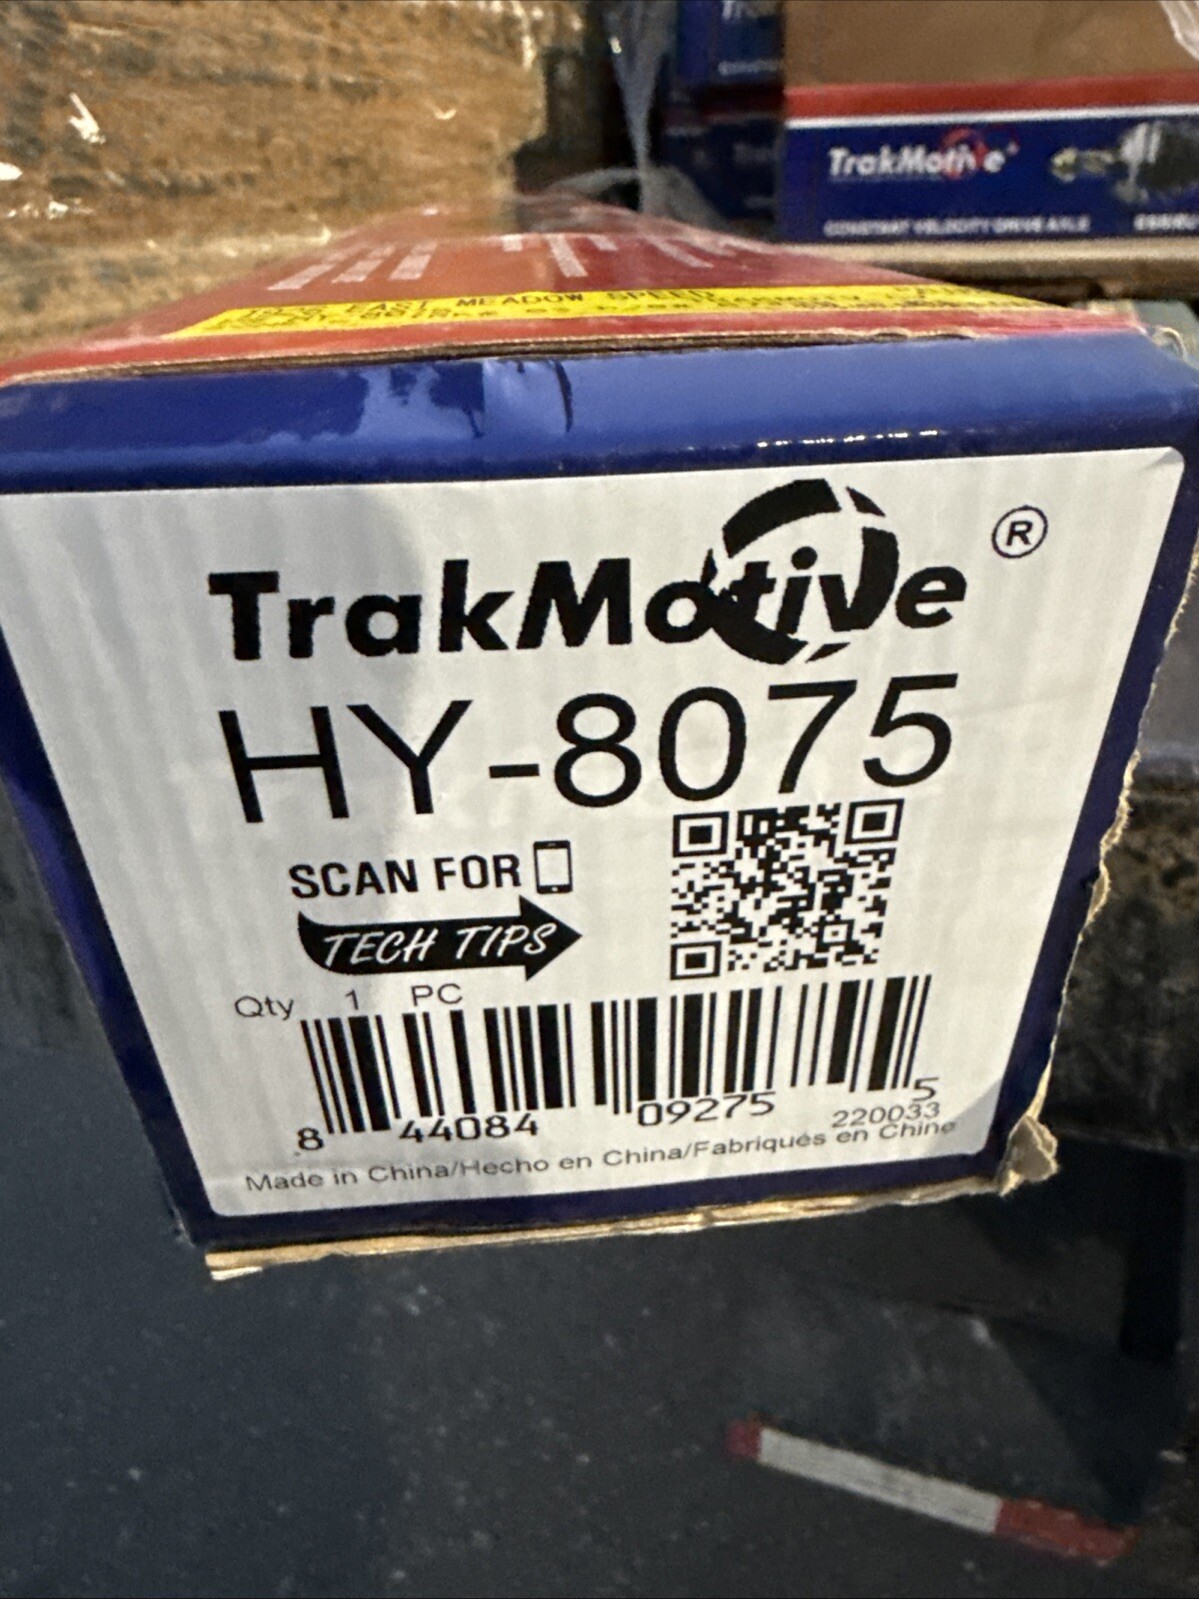 TrakMotive
CONSTANT VELOCITY DRIVE AXLE
EAST MEADOW SPEED
TrakMotive®
HY-8075
SCAN FOR
TECH TIPS
Qty 1 PC
8 44084 09275 5
220033
Made in China/Hecho en China/Fabriqués en Chine